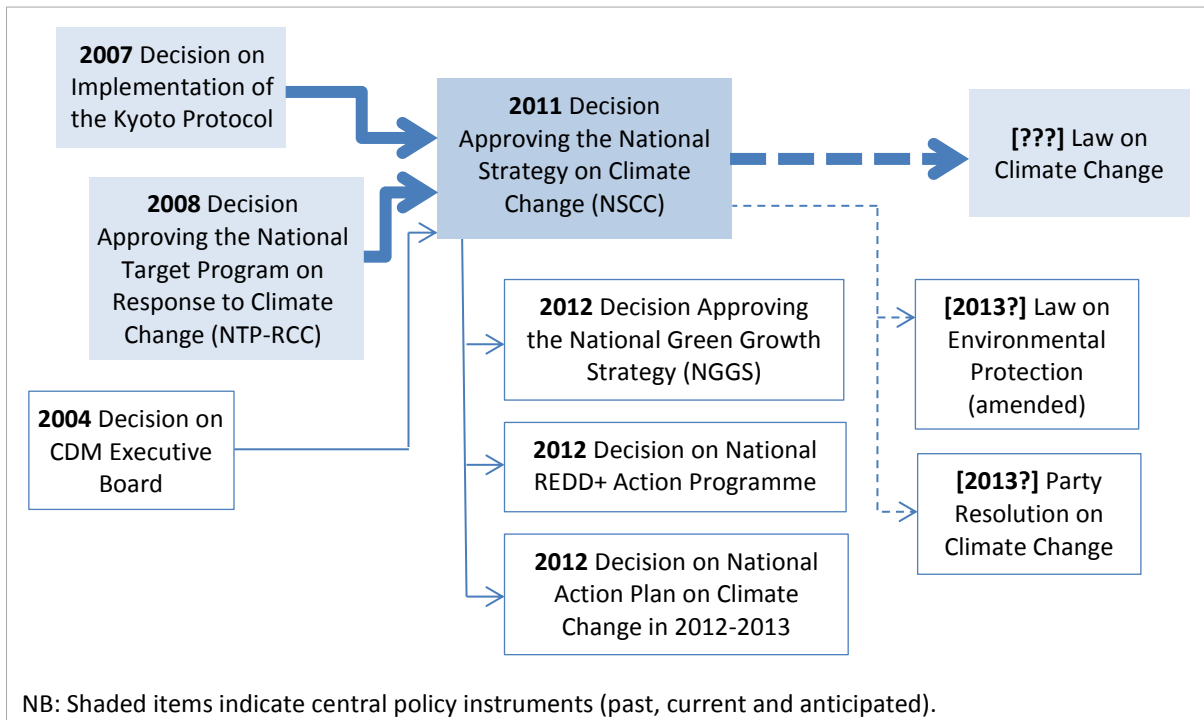 2007 Decision on
Implementation of
the Kyoto Protocol
2008 Decision
Approving the National
Target Program on
Response to Climate
Change (NTP-RCC)
2004 Decision on
CDM Executive
Board
2011 Decision
Approving the National
Strategy on Climate
Change (NSCC)
2012 Decision Approving
the National Green Growth
Strategy (NGGS)
2012 Decision on National
REDD+ Action Programme
2012 Decision on National
Action Plan on Climate
Change in 2012-2013
[???] Law on
Climate Change
[2013?] Law on
Environmental
Protection
(amended)
[2013?] Party
Resolution on
Climate Change
NB: Shaded items indicate central policy instruments (past, current and anticipated).